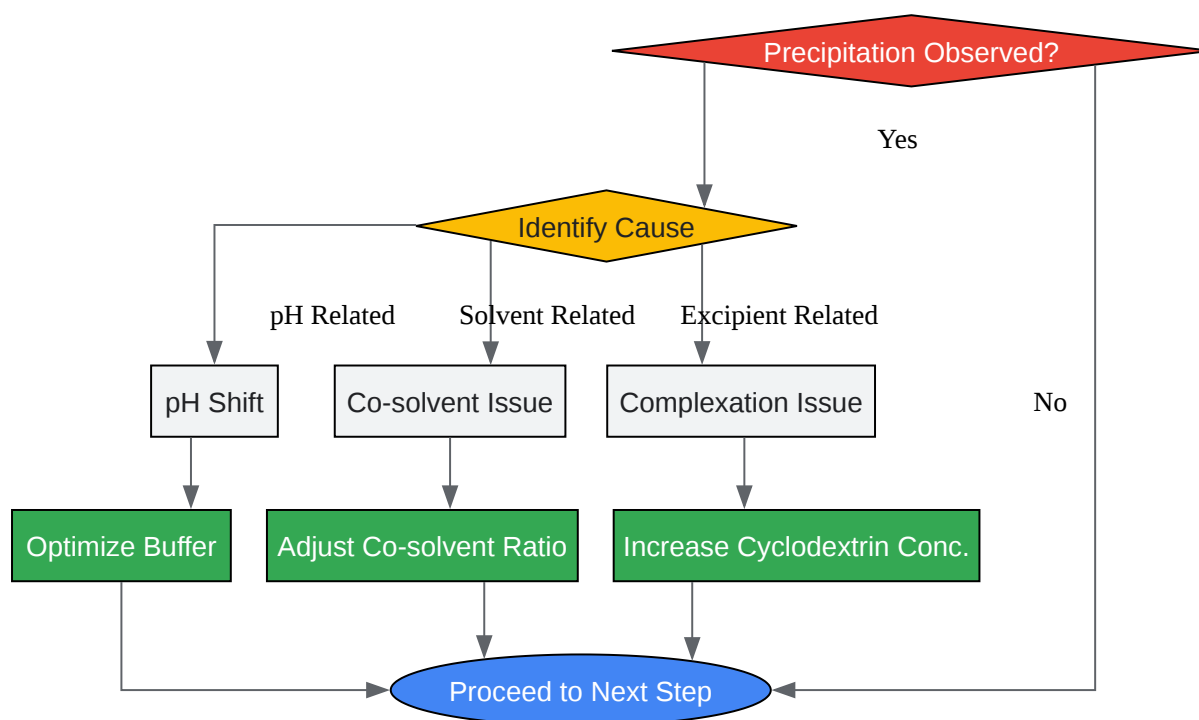 Precipitation Observed?
Yes
Identify Cause
pH Related
Solvent Related
Excipient Related
pH Shift
Co-solvent Issue
Complexation Issue
No
Optimize Buffer
Adjust Co-solvent Ratio
Increase Cyclodextrin Conc.
Proceed to Next Step